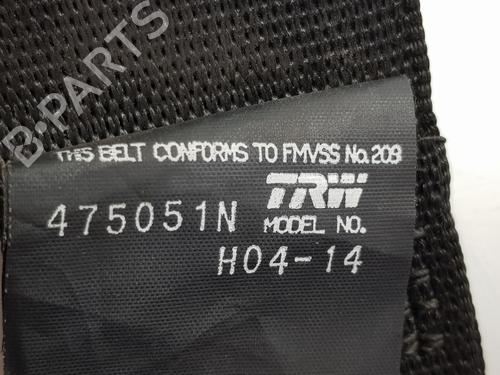 B-PARTS
THIS BELT CONFORMS TO FMVSS No.209
TRW
475051N MODEL NO.
H04-14